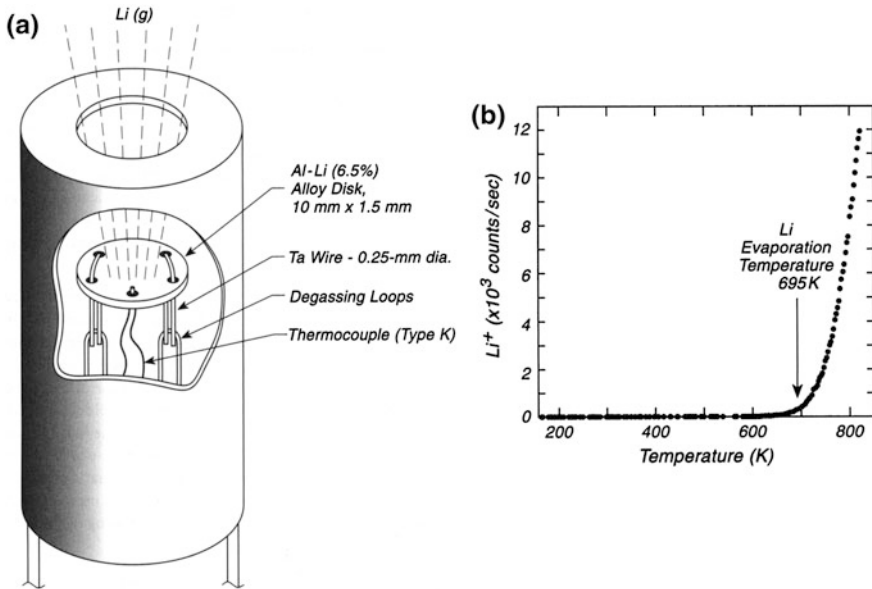 (a)
Li (g)
Al-Li (6.5%)
Alloy Disk,
10 mm x 1.5 mm
Ta Wire - 0.25-mm dia.
Degassing Loops
Thermocouple (Type K)
(b)
12
10
8
6
4
2
0
Li⁺ (x10³ counts/sec)
Li
Evaporation
Temperature
695K
200 400 600 800
Temperature (K)